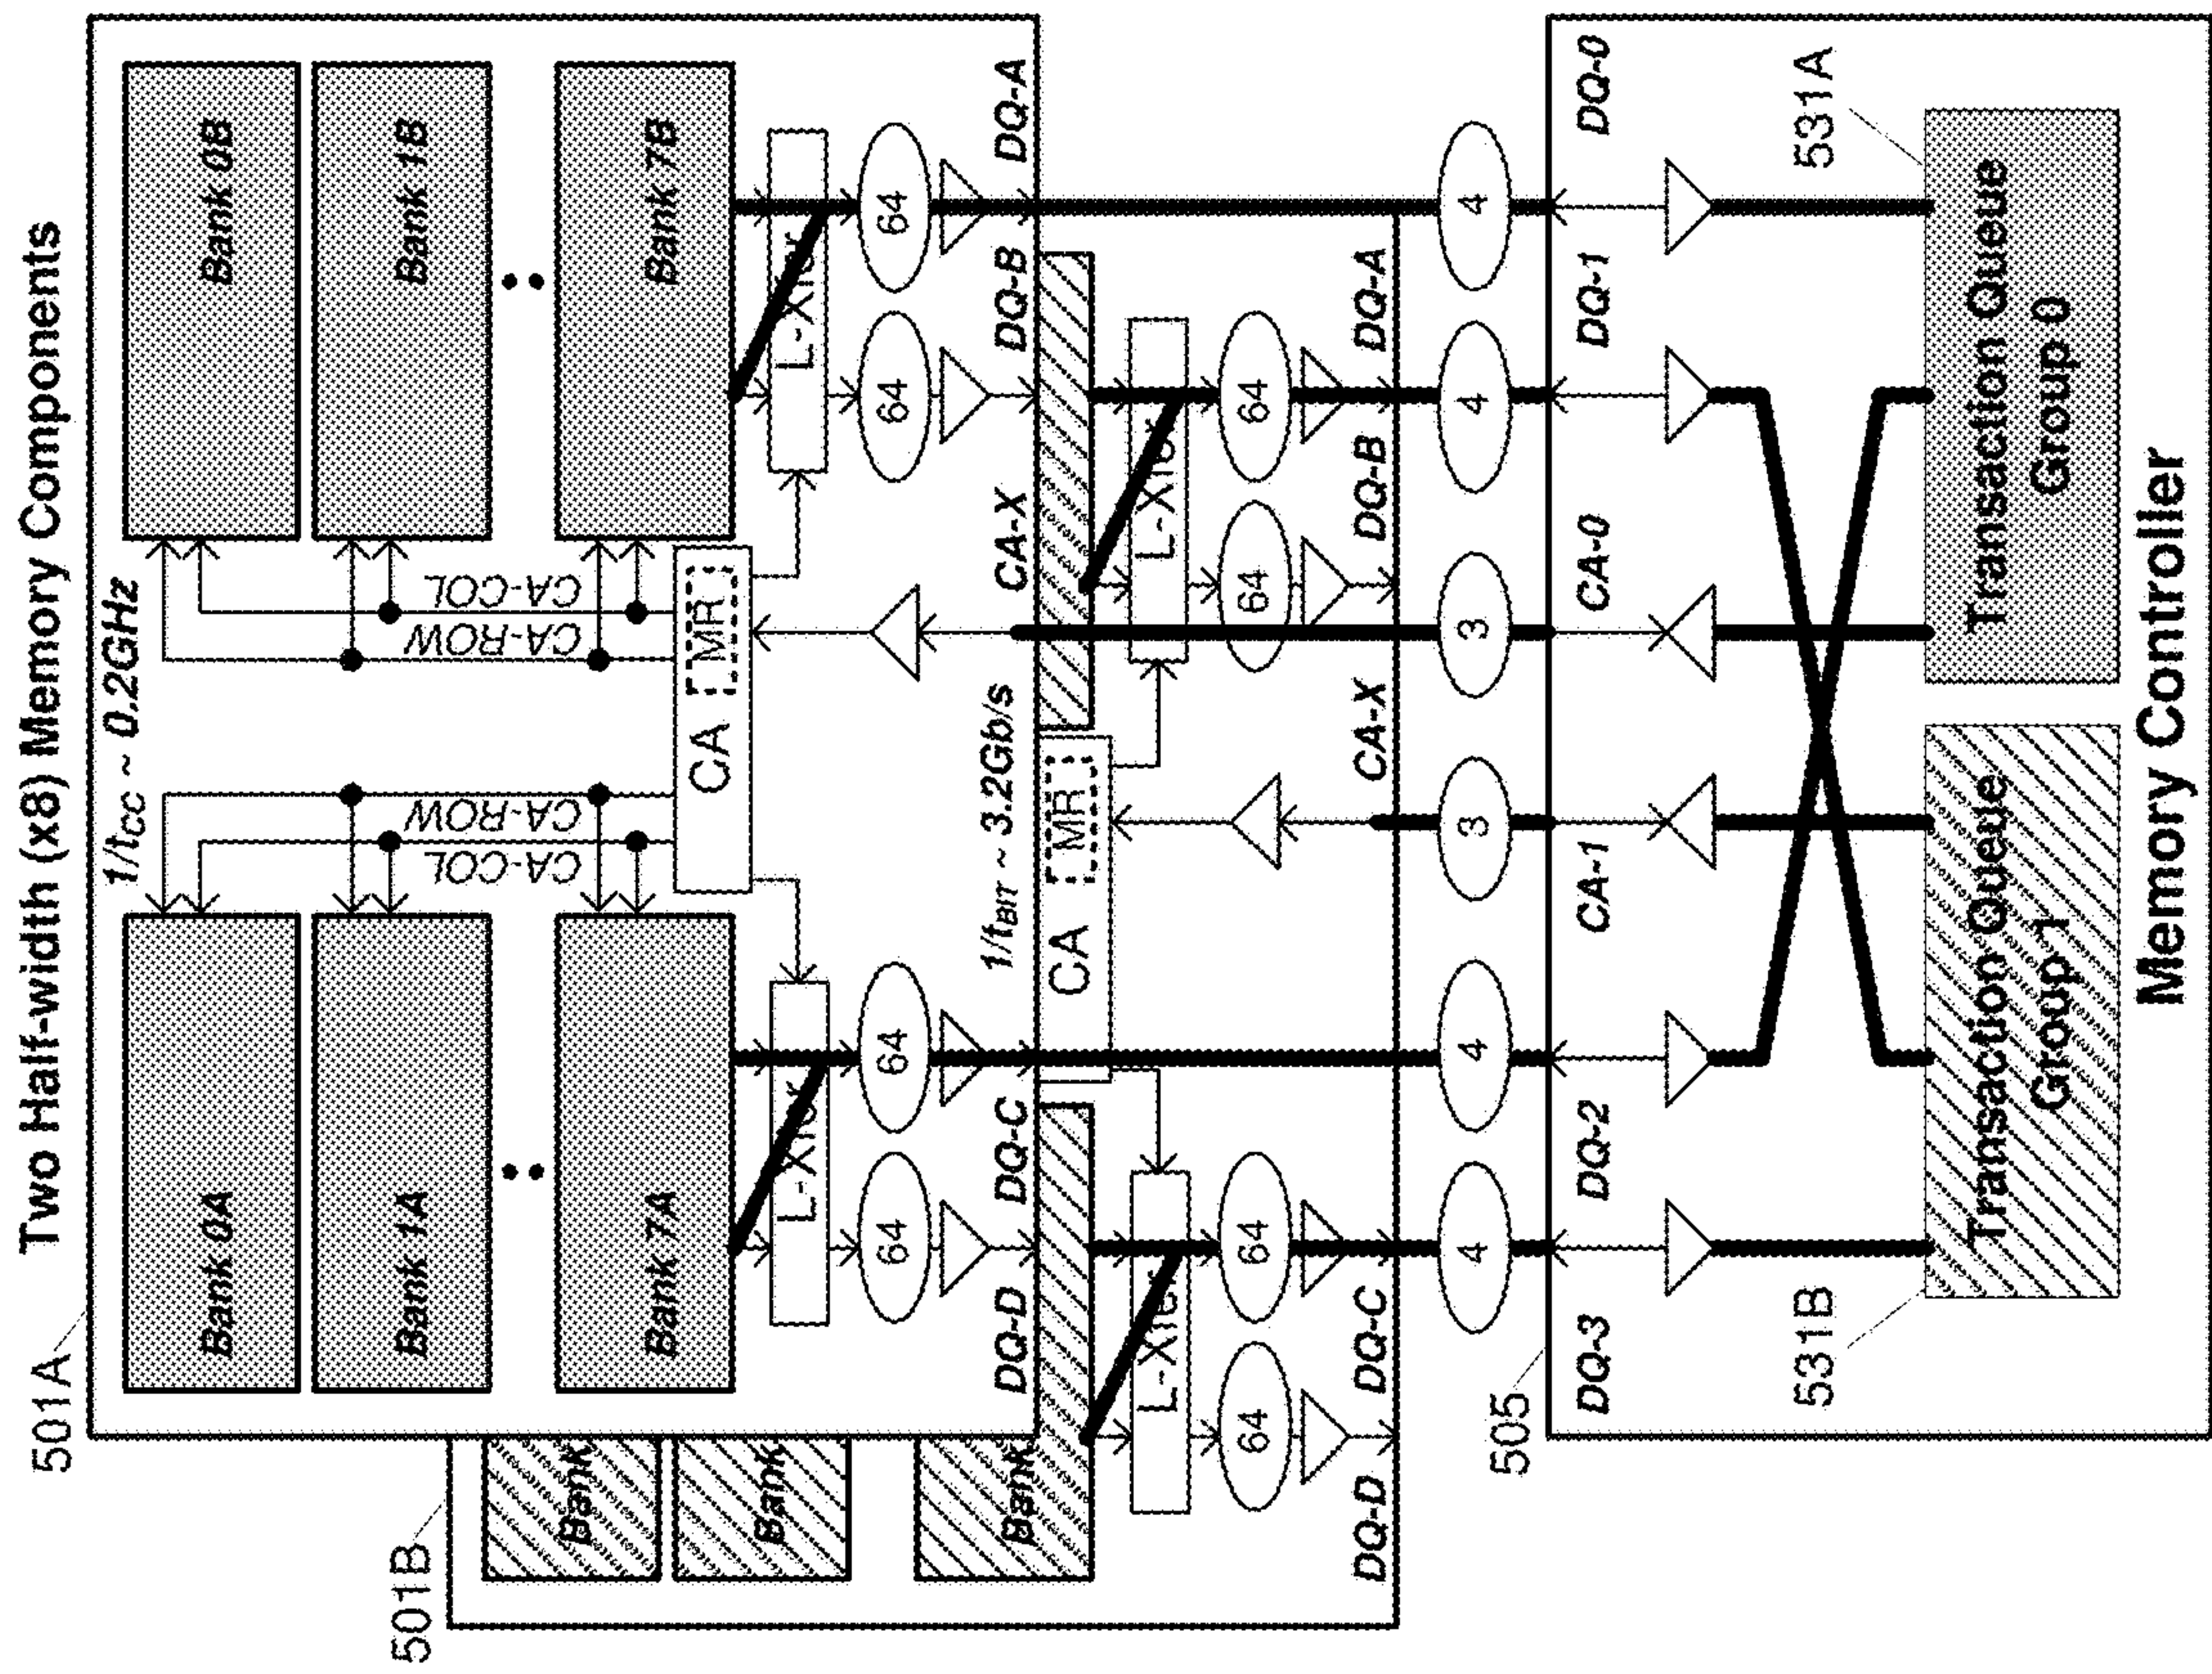 Two Half-width (x8) Memory Components
501A
501B
1/tCC ~ 0.2GHz
Bank 0A
Bank 0B
Bank 1A
Bank 1B
CA-COL
CA-ROW
CA-ROW
CA-COL
Bank
Bank 7A
Bank 7B
CA
MR
Bank
L-Xfer
L-Xfer
64
64
64
64
Bank
DQ-D
DQ-C
1/tBIT ~ 3.2Gb/s
CA-X
DQ-B
DQ-A
CA
MR
L-Xfer
L-Xfer
64
64
64
64
DQ-D
DQ-C
CA-X
DQ-B
DQ-A
4
4
3
3
4
4
505
DQ-3
DQ-2
CA-1
CA-0
DQ-1
DQ-0
531B
531A
Transaction Queue
Group 1
Transaction Queue
Group 0
Memory Controller